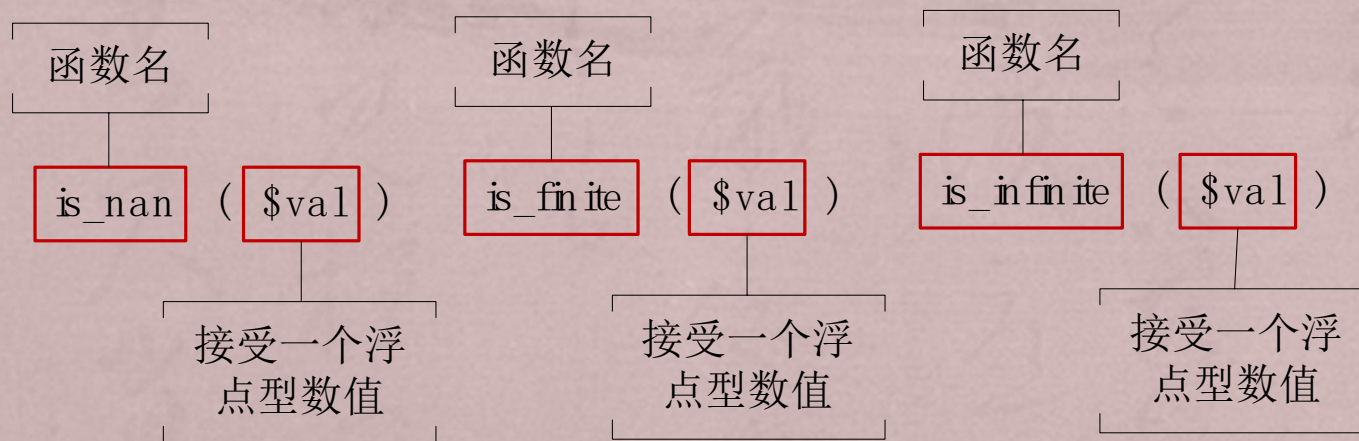 函数名
is_nan ( $val )
接受一个浮
点型数值
函数名
is_finite ( $val )
接受一个浮
点型数值
函数名
is_infinite ( $val )
接受一个浮
点型数值